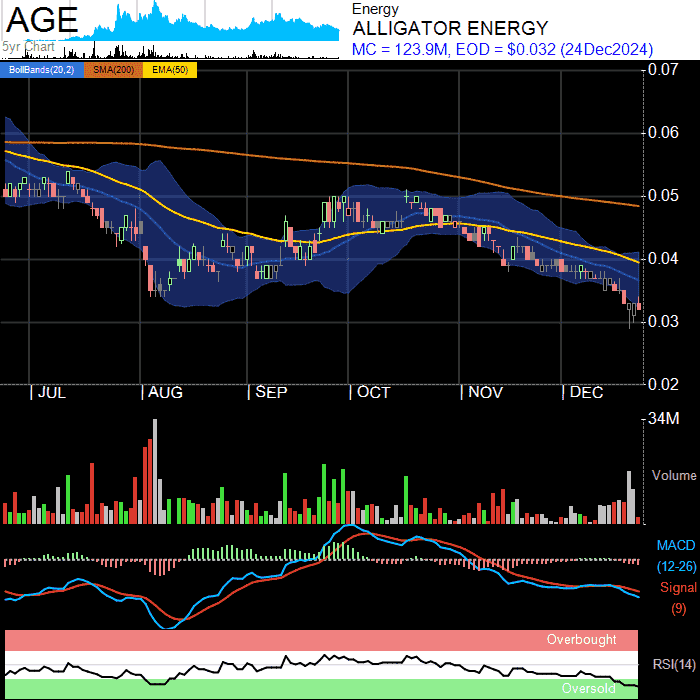 AGE
5yr Chart
Energy
ALLIGATOR ENERGY
MC = 123.9M, EOD = $0.032 (24Dec2024)
BollBands(20,2) SMA(200) EMA(50)
0.07
0.06
0.05
0.04
0.03
0.02
JUL AUG SEP OCT NOV DEC
34M
Volume
MACD
(12-26)
Signal
(9)
Overbought
RSI(14)
Oversold